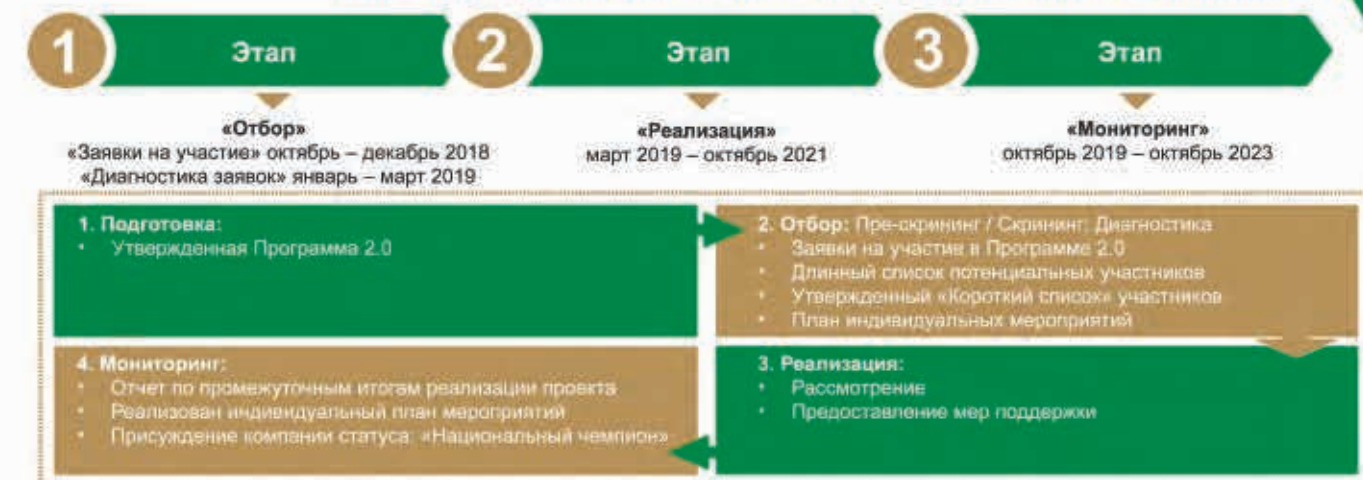 1 Этап 2 Этап 3 Этап
«Отбор»
«Заявки на участие» октябрь – декабрь 2018
«Диагностика заявок» январь – март 2019
«Реализация»
март 2019 – октябрь 2021
«Мониторинг»
октябрь 2019 – октябрь 2023
1. Подготовка:
• Утвержденная Программа 2.0
2. Отбор: Пре-скрининг / Скрининг; Диагностика
• Заявки на участие в Программе 2.0
• Длинный список потенциальных участников
• Утвержденный «Короткий список» участников
• План индивидуальных мероприятий
4. Мониторинг:
• Отчет по промежуточным итогам реализации проекта
• Реализован индивидуальный план мероприятий
• Присуждение компании статуса: «Национальный чемпион»
3. Реализация:
• Рассмотрение
• Предоставление мер поддержки